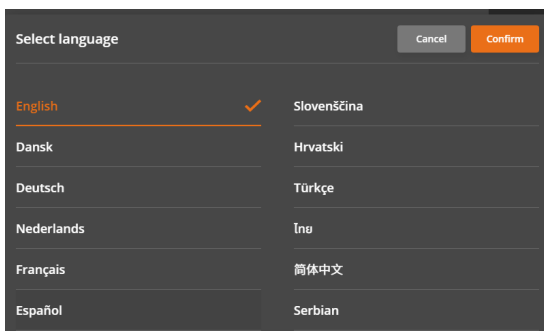 Select language
Cancel
Confirm
English
Slovenščina
Dansk
Hrvatski
Deutsch
Türkçe
Nederlands
ไทย
Français
简体中文
Español
Serbian